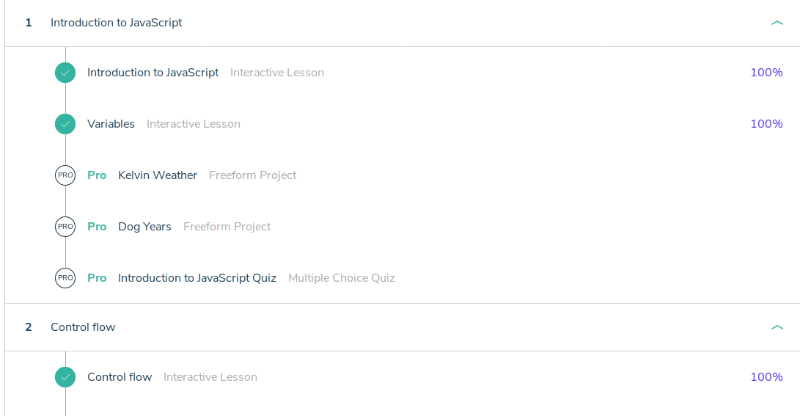 1 Introduction to JavaScript
Introduction to JavaScript Interactive Lesson 100%
Variables Interactive Lesson 100%
PRO Pro Kelvin Weather Freeform Project
PRO Pro Dog Years Freeform Project
PRO Pro Introduction to JavaScript Quiz Multiple Choice Quiz
2 Control flow
Control flow Interactive Lesson 100%